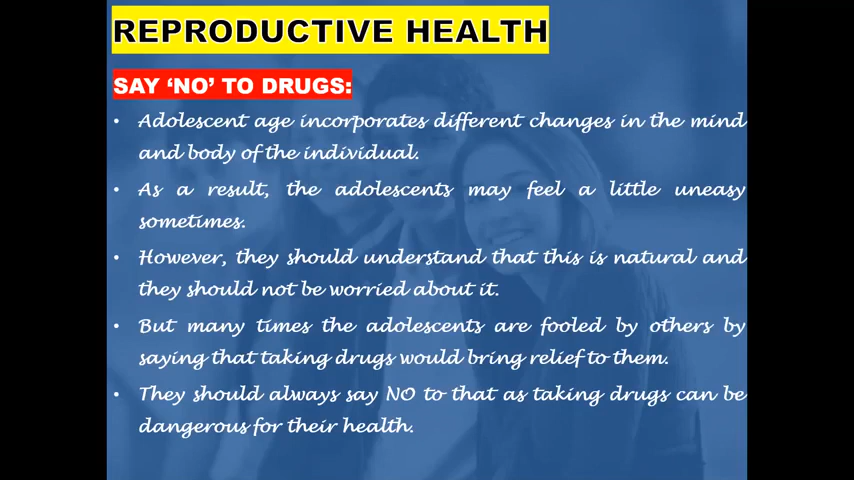 REPRODUCTIVE HEALTH
SAY ‘NO’ TO DRUGS:
• Adolescent age incorporates different changes in the mind
and body of the individual.
• As a result, the adolescents may feel a little uneasy
sometimes.
• However, they should understand that this is natural and
they should not be worried about it.
• But many times the adolescents are fooled by others by
saying that taking drugs would bring relief to them.
• They should always say NO to that as taking drugs can be
dangerous for their health.